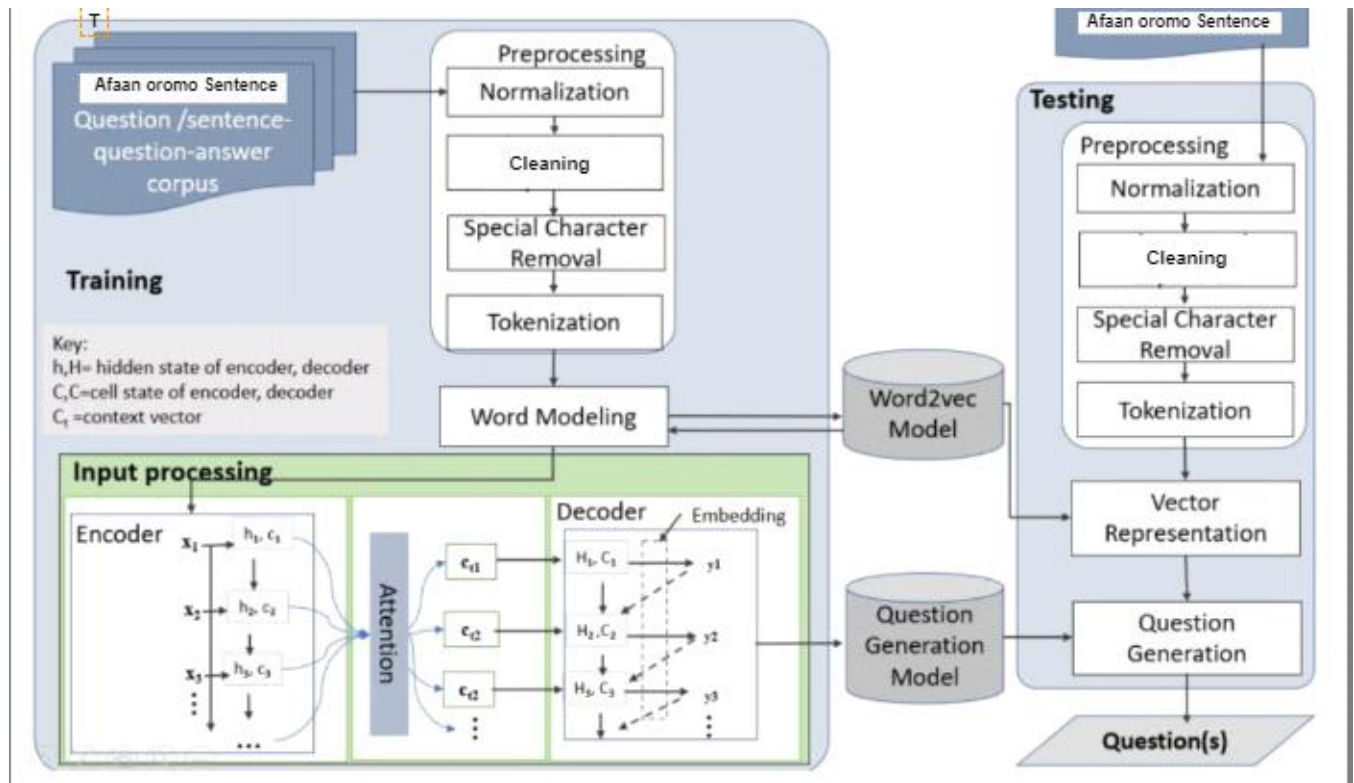 T
Afaan oromo Sentence
Question /sentence-
question-answer
corpus
Training
Key:
h,H= hidden state of encoder, decoder
C,C=cell state of encoder, decoder
Ct =context vector
Preprocessing
Normalization
Cleaning
Special Character
Removal
Tokenization
Word Modeling
Input processing
Encoder
x1
h1, c1
x2
h2, c2
x3
h3, c3
...
Attention
ct1
ct2
ct2
Decoder
Embedding
H1, C1
y1
H2 ,C2
y2
H3, C3
y3
Word2vec
Model
Question
Generation
Model
Afaan oromo Sentence
Testing
Preprocessing
Normalization
Cleaning
Special Character
Removal
Tokenization
Vector
Representation
Question
Generation
Question(s)